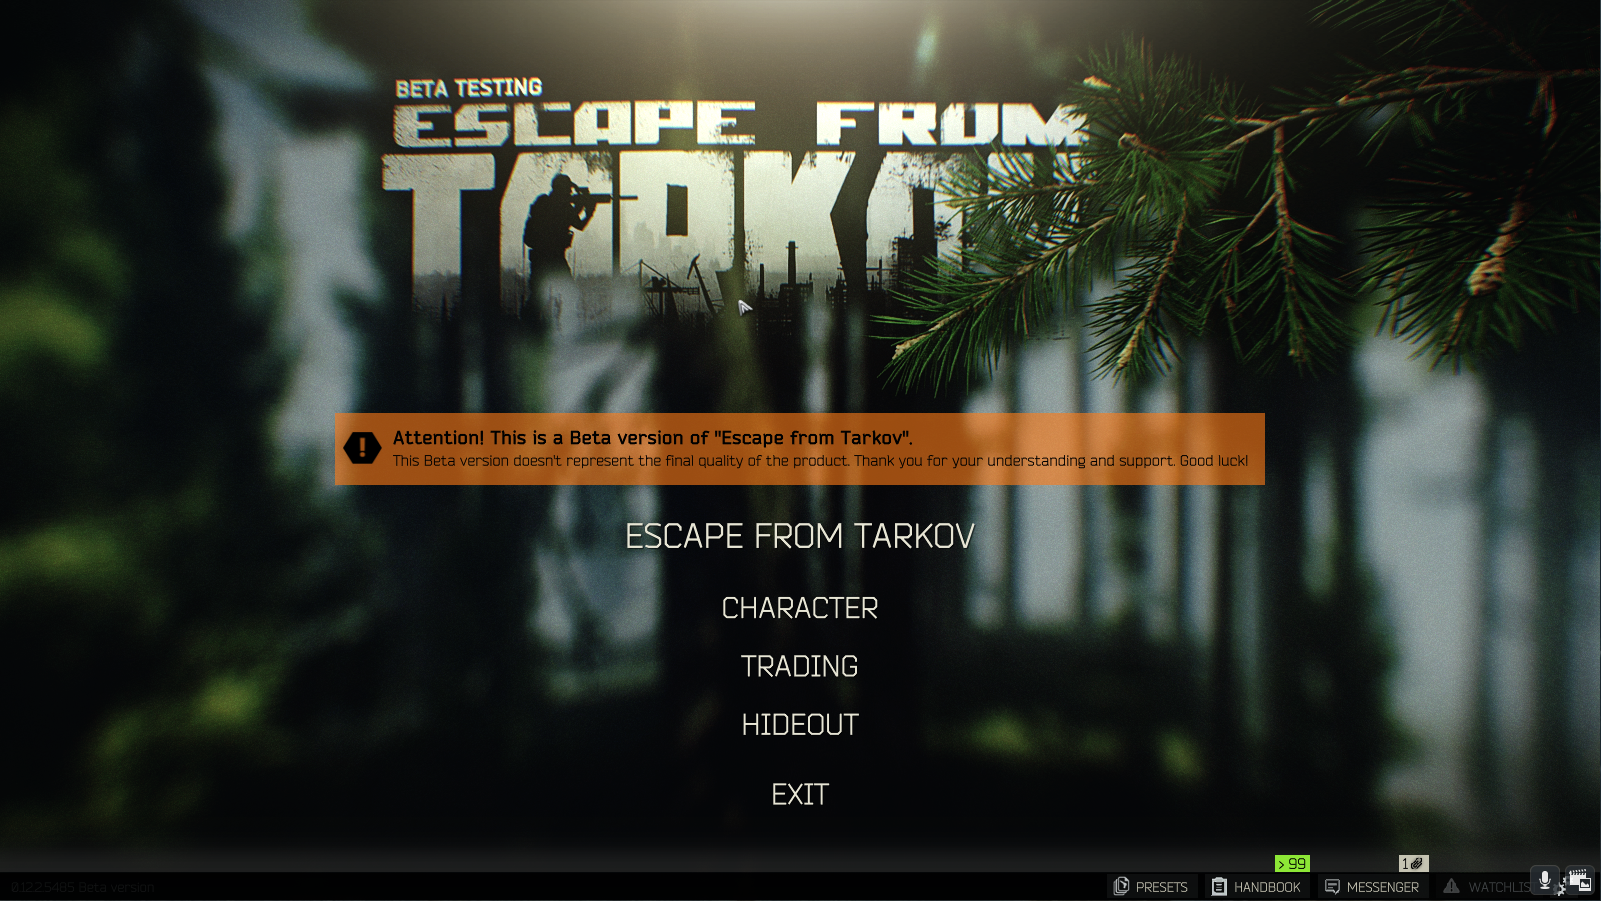 BETA TESTING
ESCAPE FROM
TARKOV
Attention! This is a Beta version of "Escape from Tarkov".
This Beta version doesn't represent the final quality of the product. Thank you for your understanding and support. Good luck!
ESCAPE FROM TARKOV
CHARACTER
TRADING
HIDEOUT
EXIT
> 99
1
0.12.2.5485 Beta version
PRESETS
HANDBOOK
MESSENGER
WATCHLIS